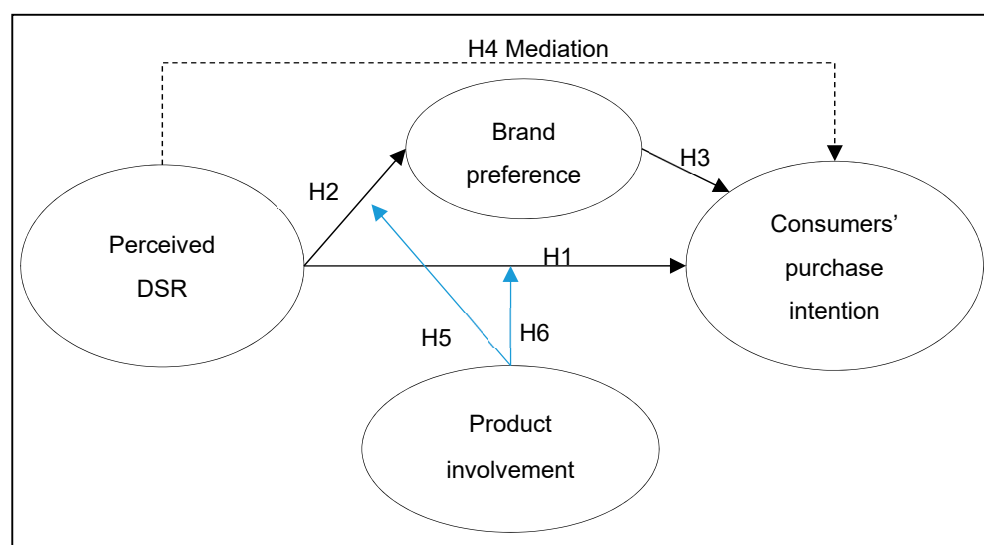 H4 Mediation
Brand
preference
H3
H2
Perceived
DSR
H1
Consumers’
purchase
intention
H5
H6
Product
involvement